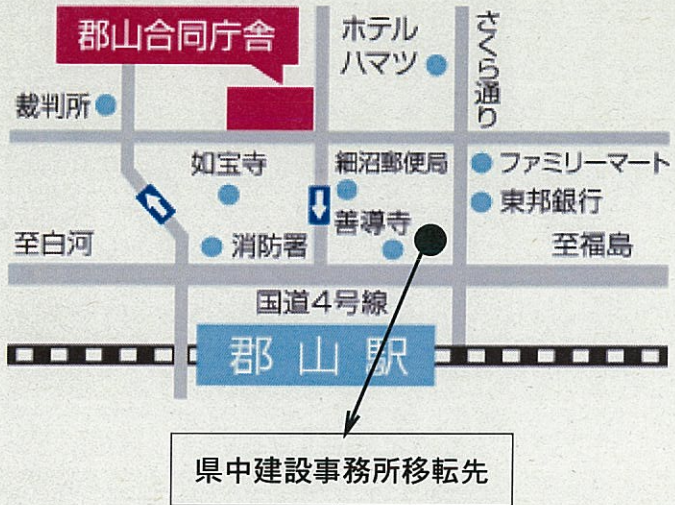 郡山合同庁舎
ホテル
ハマツ
さくら通り
裁判所
如宝寺
細沼郵便局
ファミリーマート
東邦銀行
善導寺
至白河
消防署
至福島
国道4号線
郡山駅
県中建設事務所移転先